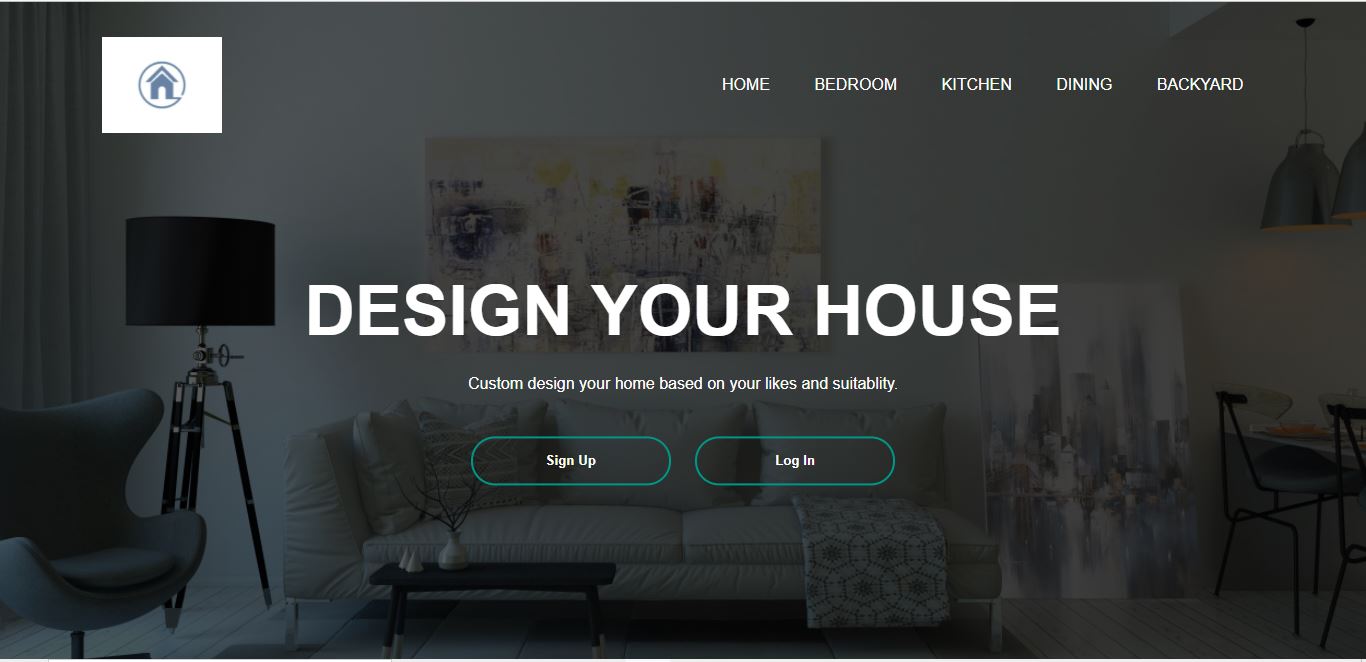 HOME BEDROOM KITCHEN DINING BACKYARD
DESIGN YOUR HOUSE
Custom design your home based on your likes and suitablity.
Sign Up Log In